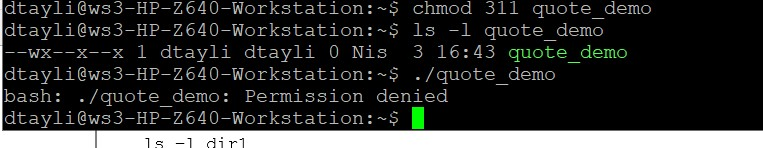 dtayli@ws3-HP-Z640-Workstation:~$ chmod 311 quote_demo
dtayli@ws3-HP-Z640-Workstation:~$ ls -l quote_demo
--wx--x--x 1 dtayli dtayli 0 Nis  3 16:43 quote_demo
dtayli@ws3-HP-Z640-Workstation:~$ ./quote_demo
bash: ./quote_demo: Permission denied
dtayli@ws3-HP-Z640-Workstation:~$
ls -l dir1